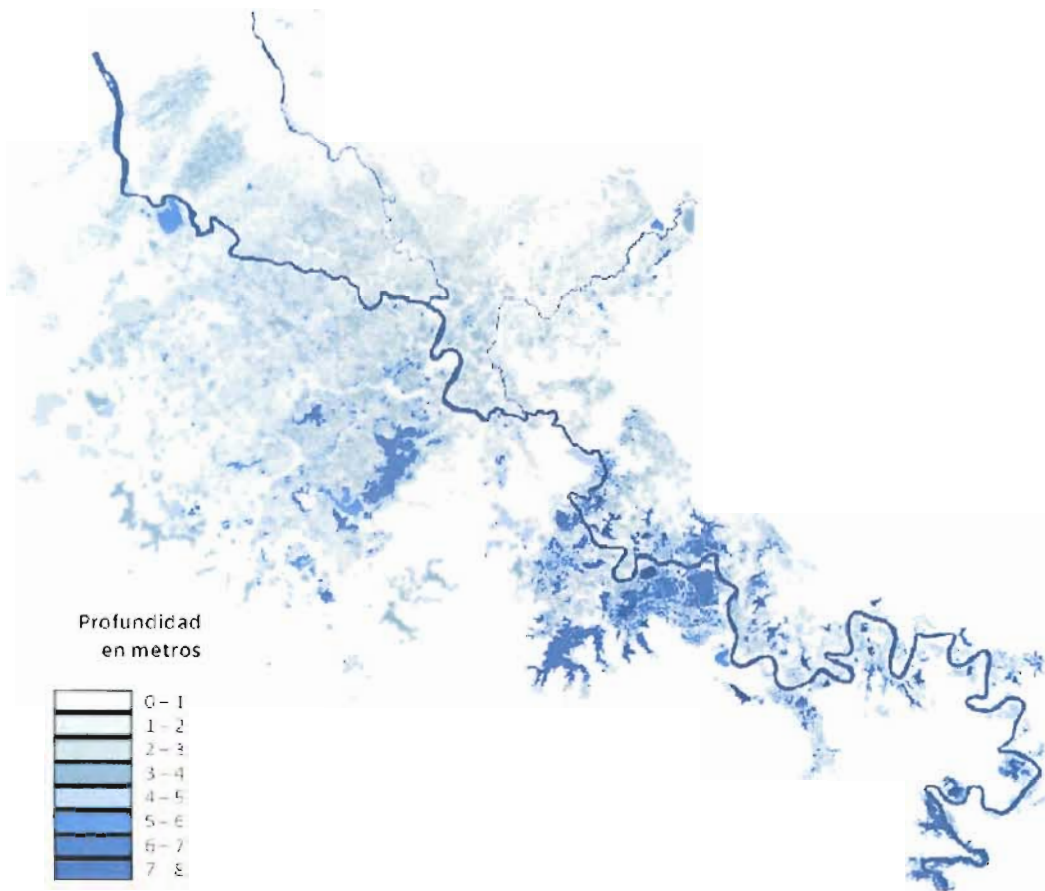 Profundidad
en metros
0 – 1
1 – 2
2 – 3
3 – 4
4 – 5
5 – 6
6 – 7
7 – 8